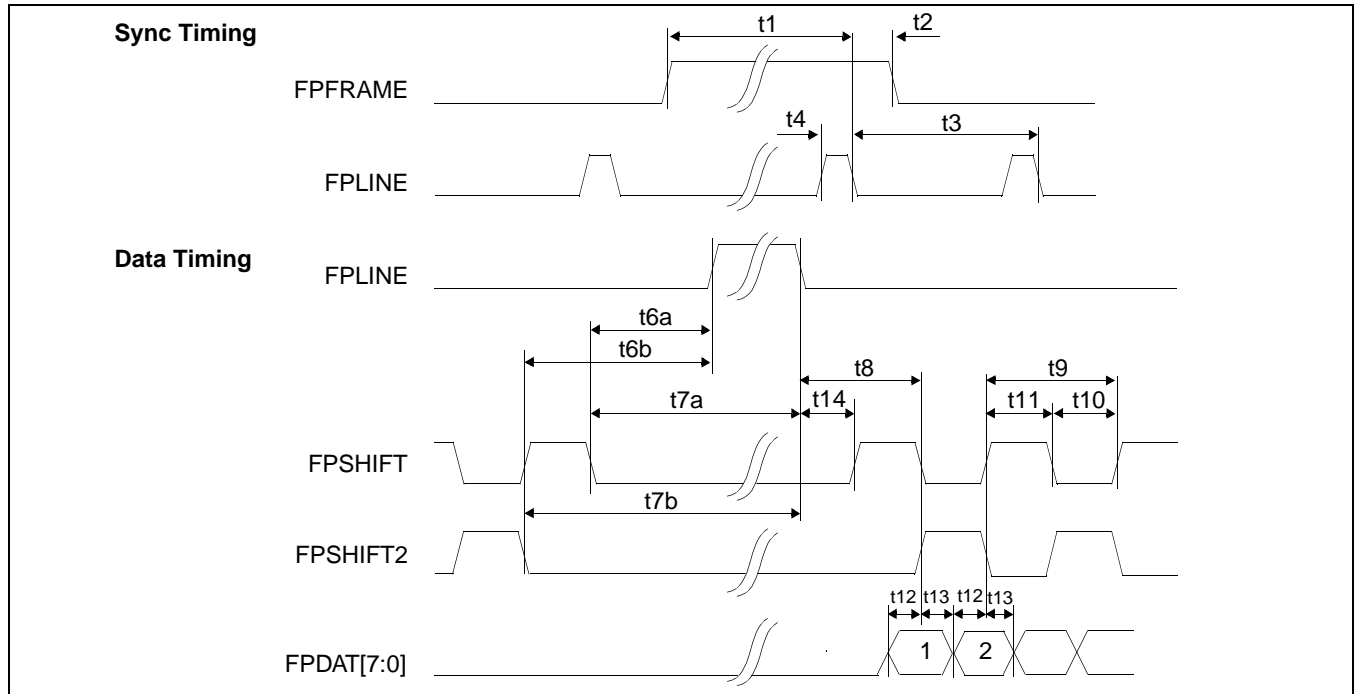 Sync Timing
t1
t2
FPFRAME
t4
t3
FPLINE
Data Timing
FPLINE
t6a
t6b
t8
t9
t7a
t14
t11
t10
FPSHIFT
t7b
FPSHIFT2
t12 t13 t12 t13
FPDAT[7:0]
1
2